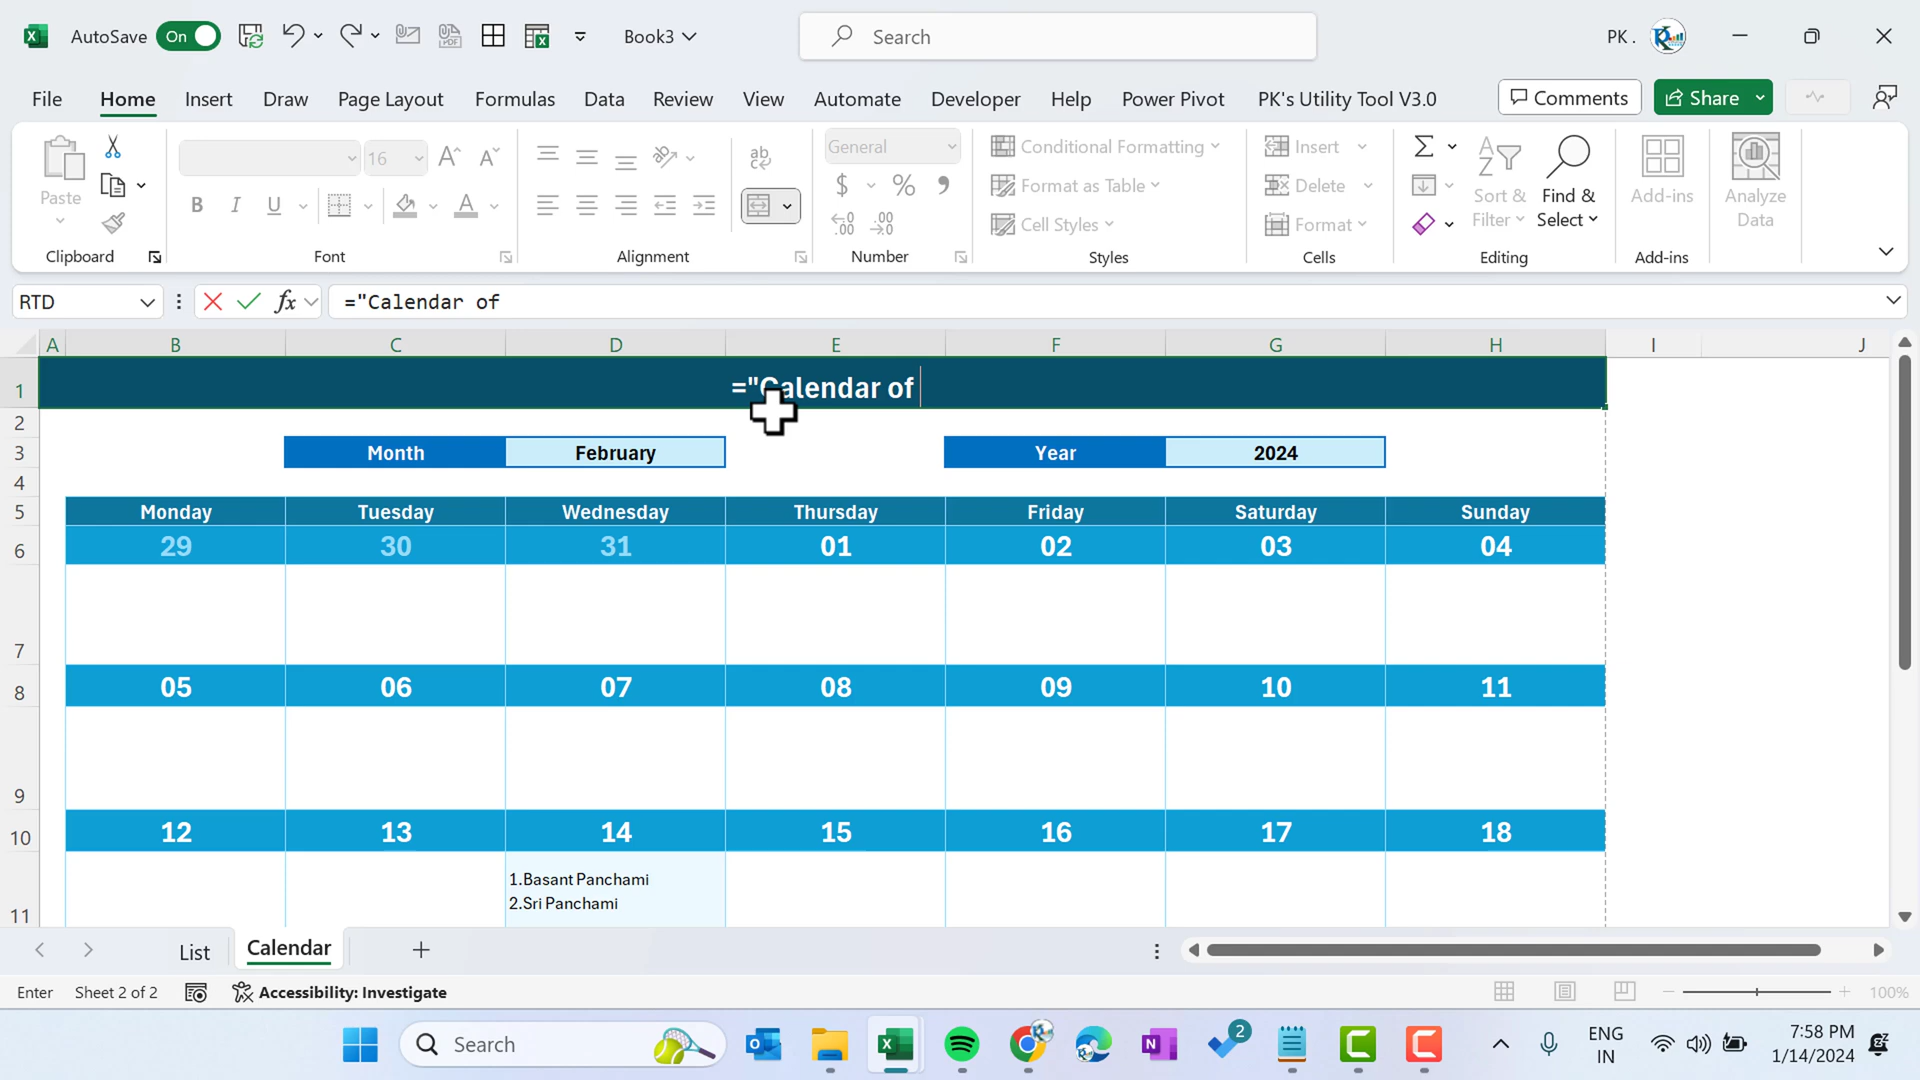 AutoSave On Book3 Search PK .
File Home Insert Draw Page Layout Formulas Data Review View Automate Developer Help Power Pivot PK's Utility Tool V3.0 Comments Share
Paste
16
B I U
General
Conditional Formatting
Format as Table
Cell Styles
Insert
Delete
Format
Sort &
Filter
Find &
Select
Add-ins
Analyze
Data
Clipboard Font Alignment Number Styles Cells Editing Add-ins
RTD fx ="Calendar of
A B C D E F G H I J
1 ="Calendar of
2
3 Month February Year 2024
4
5 Monday Tuesday Wednesday Thursday Friday Saturday Sunday
6 29 30 31 01 02 03 04
7
8 05 06 07 08 09 10 11
9
10 12 13 14 15 16 17 18
1.Basant Panchami
2.Sri Panchami
11
List Calendar
Enter Sheet 2 of 2 Accessibility: Investigate 100%
Search 2 ENG
IN
7:58 PM
1/14/2024